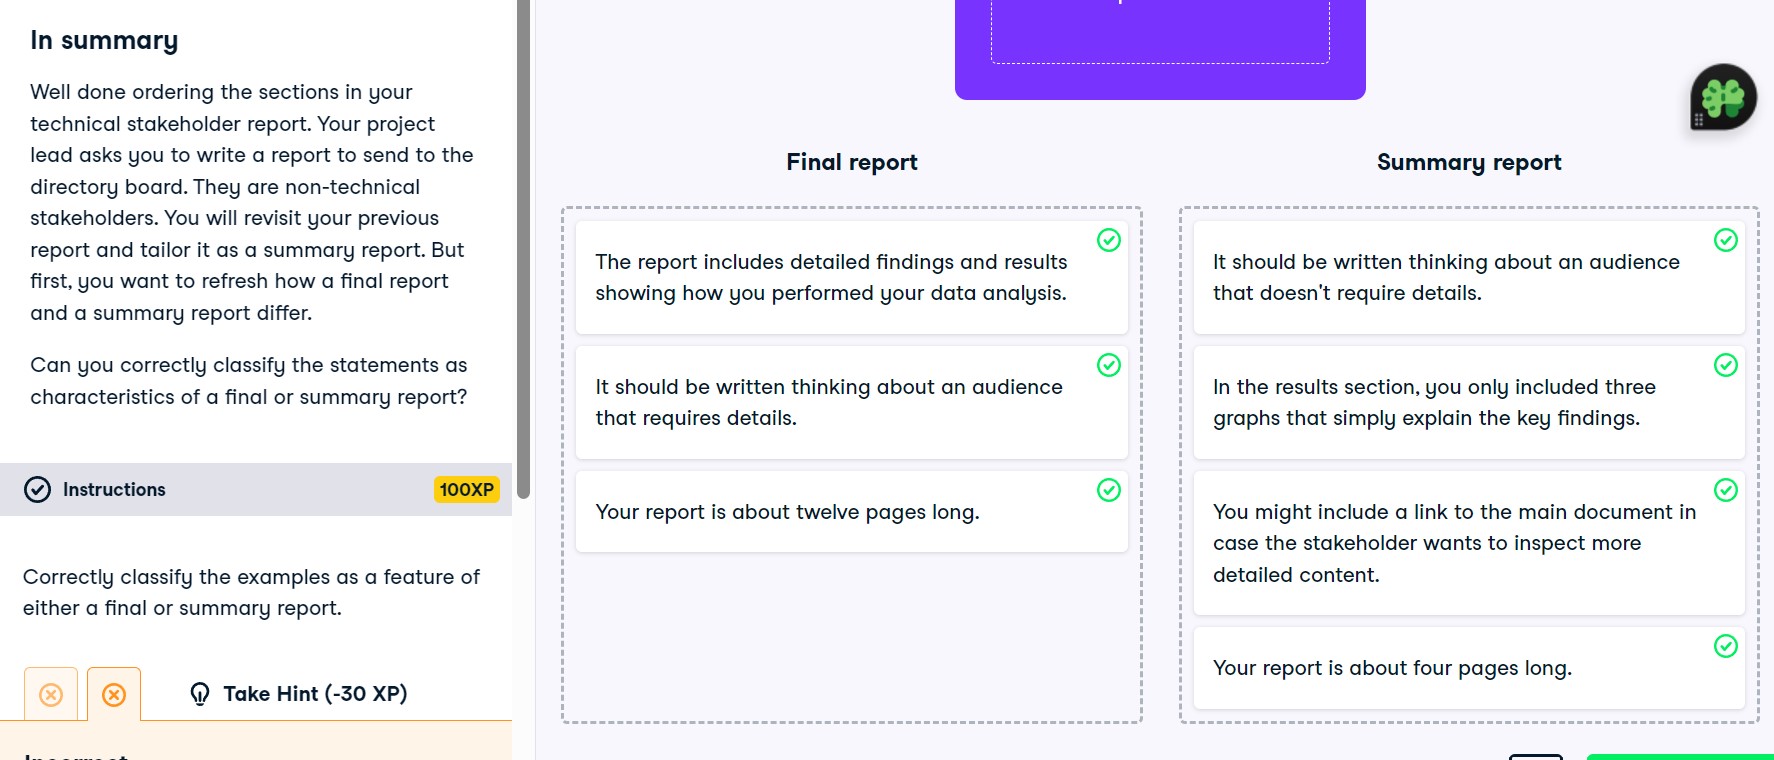 In summary
Well done ordering the sections in your
technical stakeholder report. Your project
lead asks you to write a report to send to the
directory board. They are non-technical
stakeholders. You will revisit your previous
report and tailor it as a summary report. But
first, you want to refresh how a final report
and a summary report differ.
Can you correctly classify the statements as
characteristics of a final or summary report?
Instructions
100XP
Correctly classify the examples as a feature of
either a final or summary report.
Take Hint (-30 XP)
Incorrect
Final report
The report includes detailed findings and results
showing how you performed your data analysis.
It should be written thinking about an audience
that requires details.
Your report is about twelve pages long.
Summary report
It should be written thinking about an audience
that doesn't require details.
In the results section, you only included three
graphs that simply explain the key findings.
You might include a link to the main document in
case the stakeholder wants to inspect more
detailed content.
Your report is about four pages long.